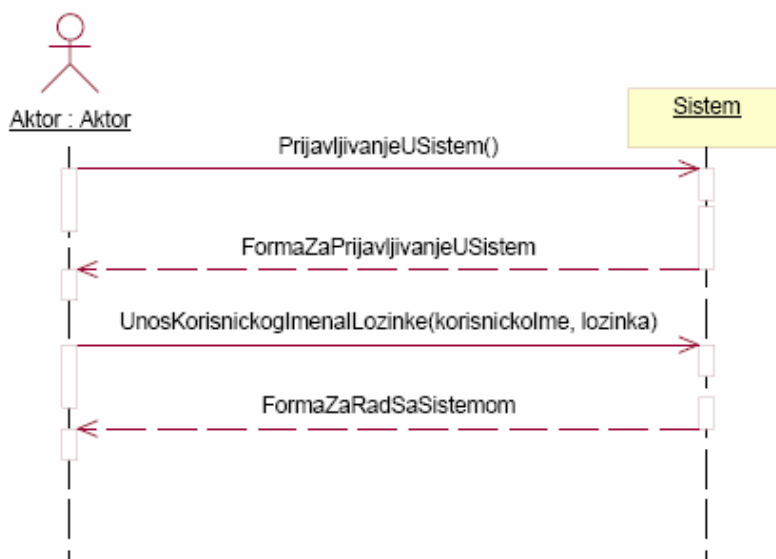 Aktor : Aktor
Sistem
PrijavljivanjeUSistem()
FormaZaPrijavljivanjeUSistem
UnosKorisnickogImenaILozinke(korisnickoIme, lozinka)
FormaZaRadSaSistemom